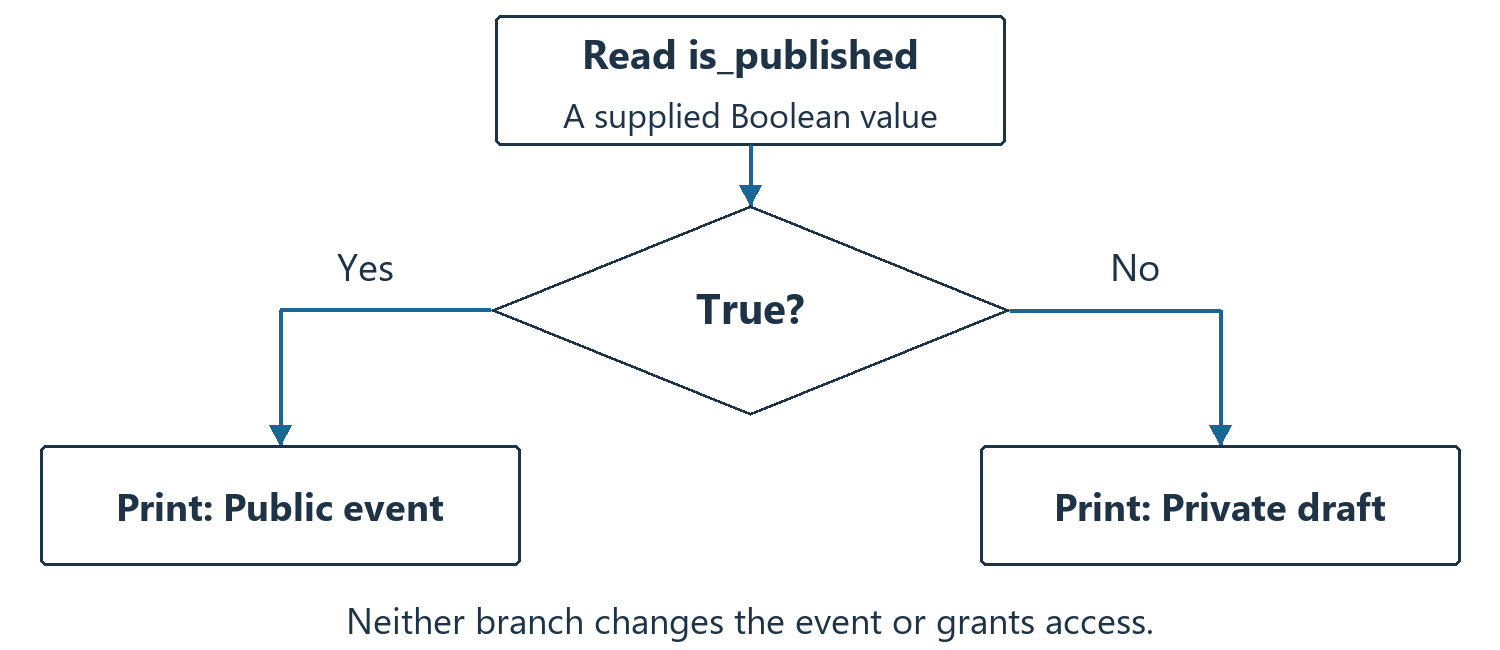 Read is_published
A supplied Boolean value
Yes
No
True?
Print: Public event
Print: Private draft
Neither branch changes the event or grants access.